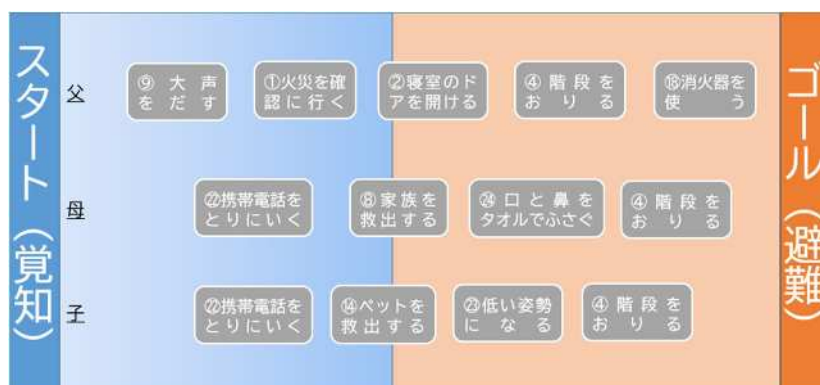 スタート（覚知）
父
⑨大声
をだす
①火災を確
認に行く
②寝室のド
アを開ける
④階段を
おりる
⑱消火器を
使う
母
㉒携帯電話を
とりにいく
⑧家族を
救出する
㉔口と鼻を
タオルでふさぐ
④階段を
おりる
子
㉒携帯電話を
とりにいく
⑭ペットを
救出する
㉓低い姿勢
になる
④階段を
おりる
ゴール（避難）